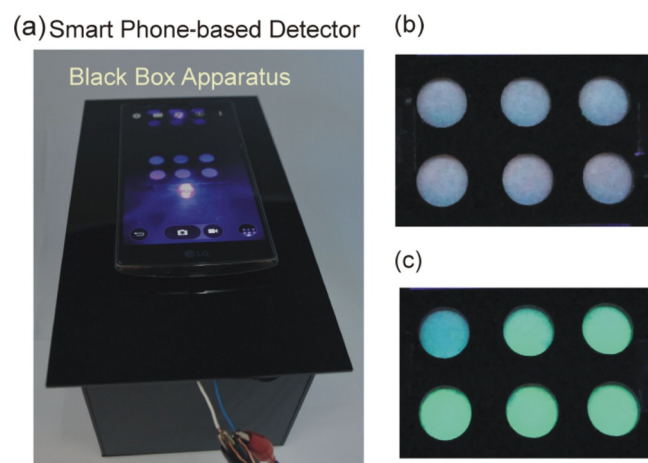 (a) Smart Phone-based Detector
Black Box Apparatus
LG
(b)
(c)